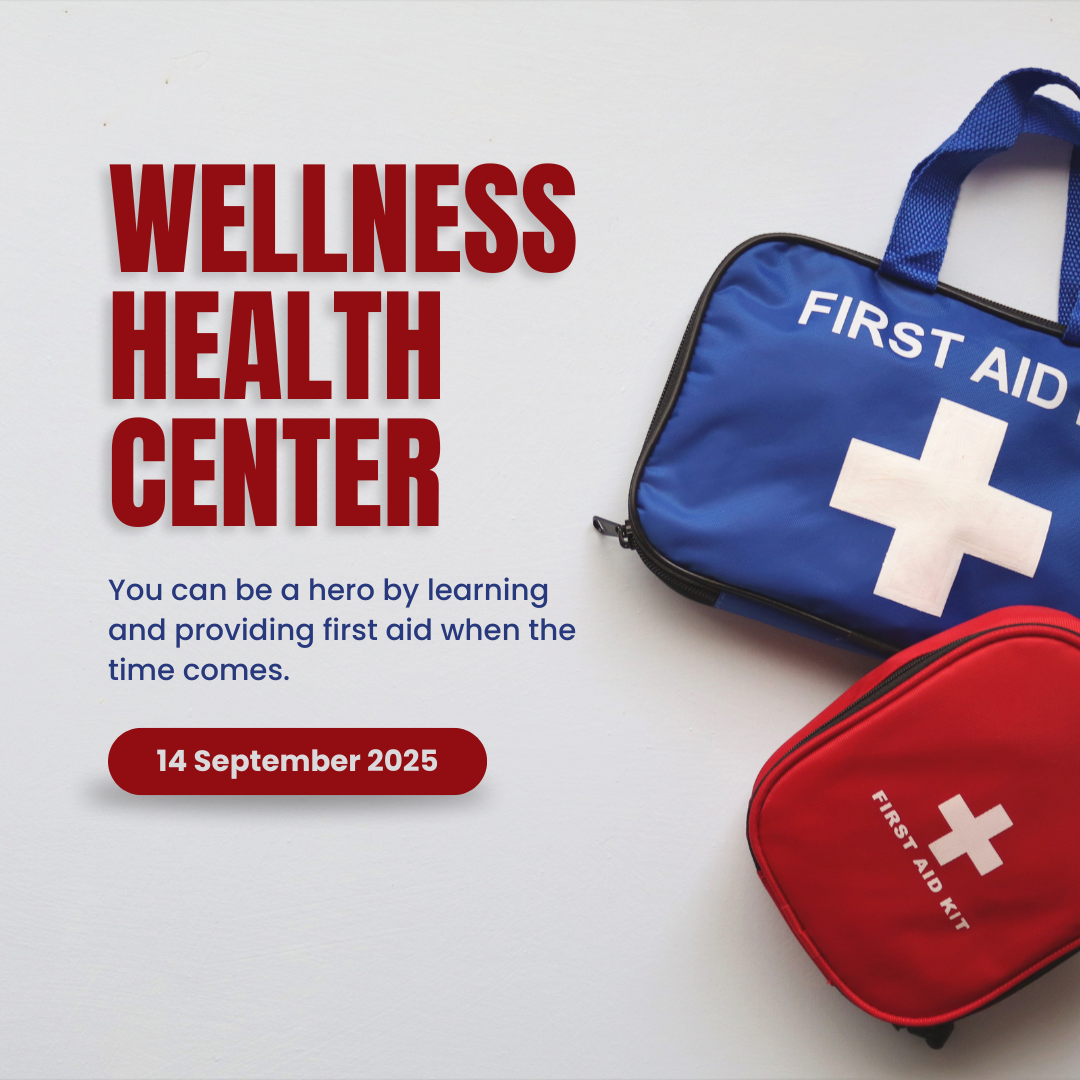 WELLNESS
HEALTH
CENTER
You can be a hero by learning
and providing first aid when the
time comes.
14 September 2025
FIRST AID
FIRST AID KIT